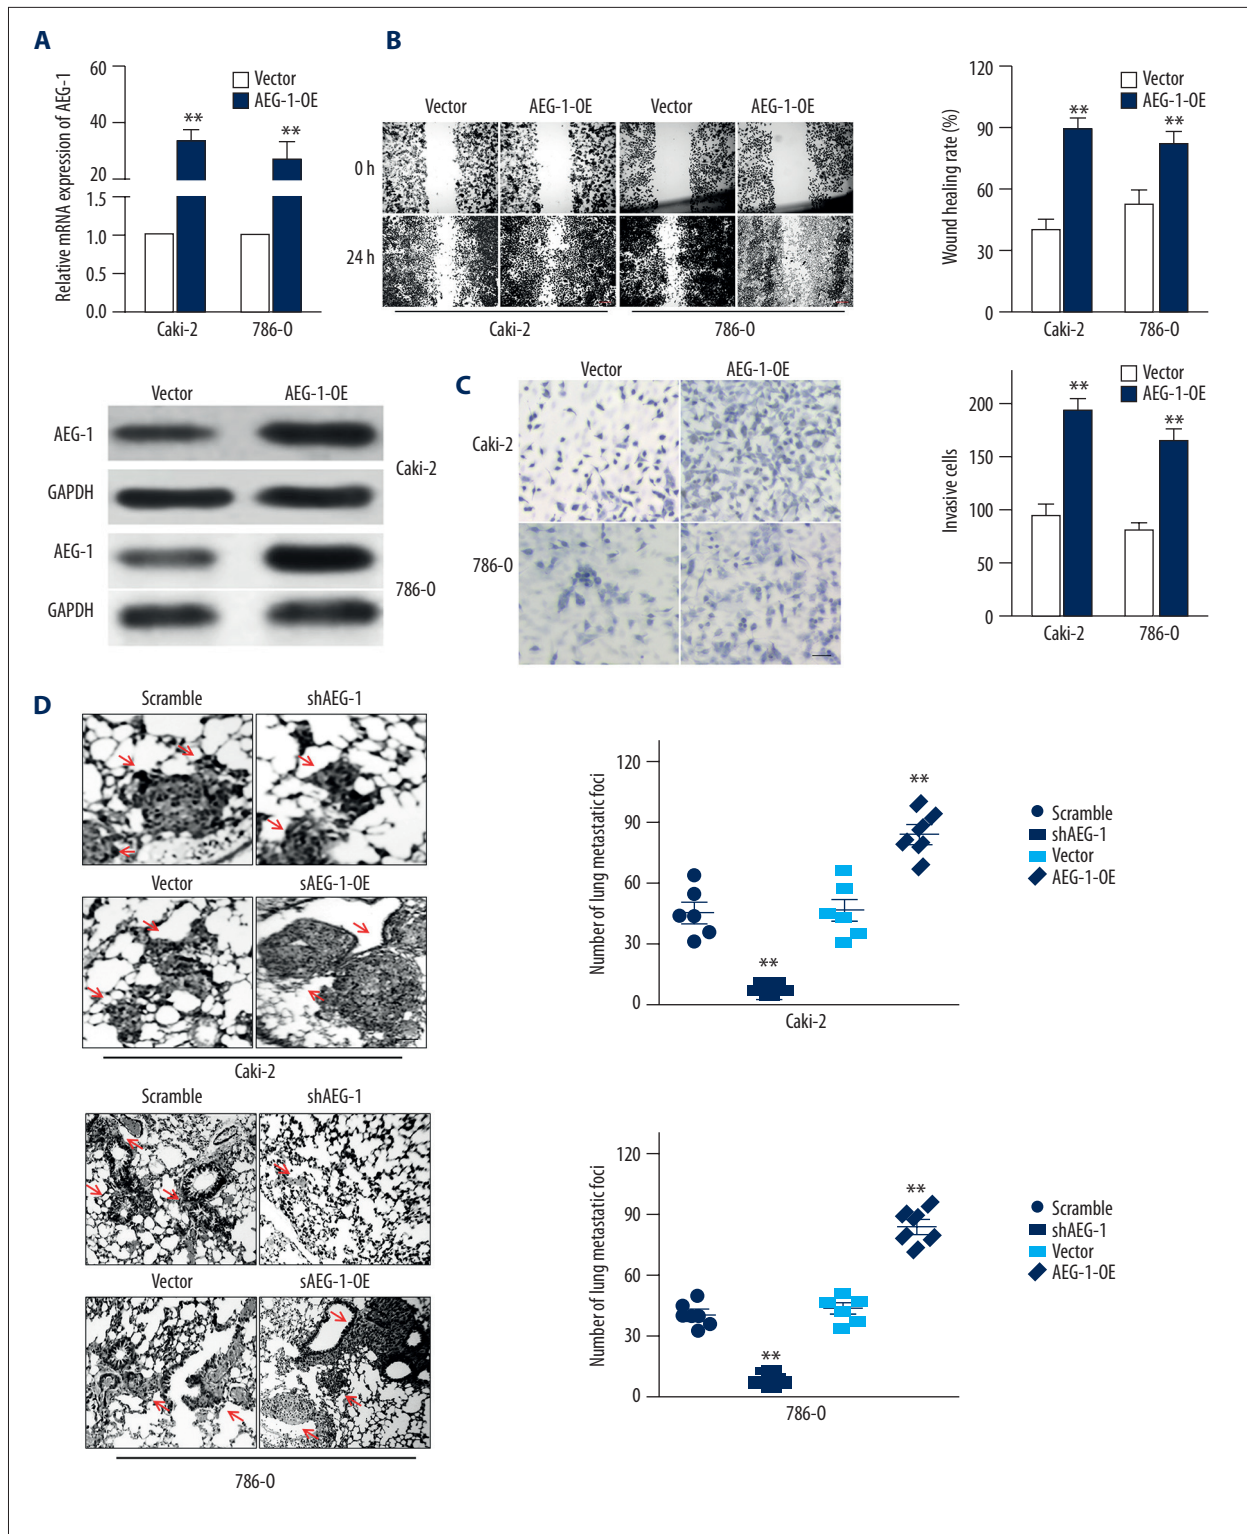 A
Relative mRNA expression of AEG-1
60
40
20
1.5
1.0
0.5
0.0
Vector
AEG-1-OE
**
**
Caki-2
786-0
Vector
AEG-1-OE
AEG-1
GAPDH
Caki-2
AEG-1
GAPDH
786-0
B
Vector
AEG-1-OE
Vector
AEG-1-OE
0 h
24 h
Caki-2
786-0
Wound healing rate (%)
120
90
60
30
0
Vector
AEG-1-OE
**
**
Caki-2
786-0
C
Vector
AEG-1-OE
Caki-2
786-0
Invasive cells
200
150
100
50
0
Vector
AEG-1-OE
**
**
Caki-2
786-0
D
Scramble
shAEG-1
Vector
sAEG-1-OE
Caki-2
Scramble
shAEG-1
Vector
sAEG-1-OE
786-0
Number of lung metastatic foci
120
90
60
30
0
**
**
Caki-2
Scramble
shAEG-1
Vector
AEG-1-OE
Number of lung metastatic foci
120
90
60
30
0
**
**
786-0
Scramble
shAEG-1
Vector
AEG-1-OE